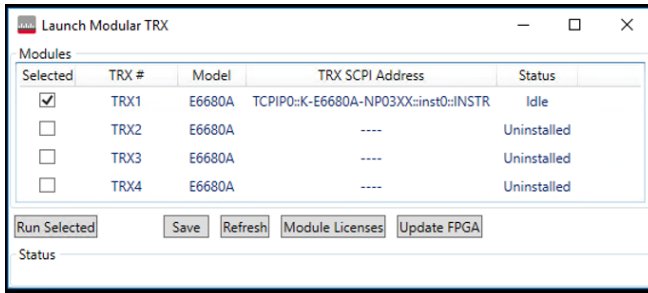 Launch Modular TRX
Modules
Selected TRX # Model TRX SCPI Address Status
TRX1 E6680A TCPIP0::K-E6680A-NP03XX::inst0::INSTR Idle
TRX2 E6680A ---- Uninstalled
TRX3 E6680A ---- Uninstalled
TRX4 E6680A ---- Uninstalled
Run Selected Save Refresh Module Licenses Update FPGA
Status